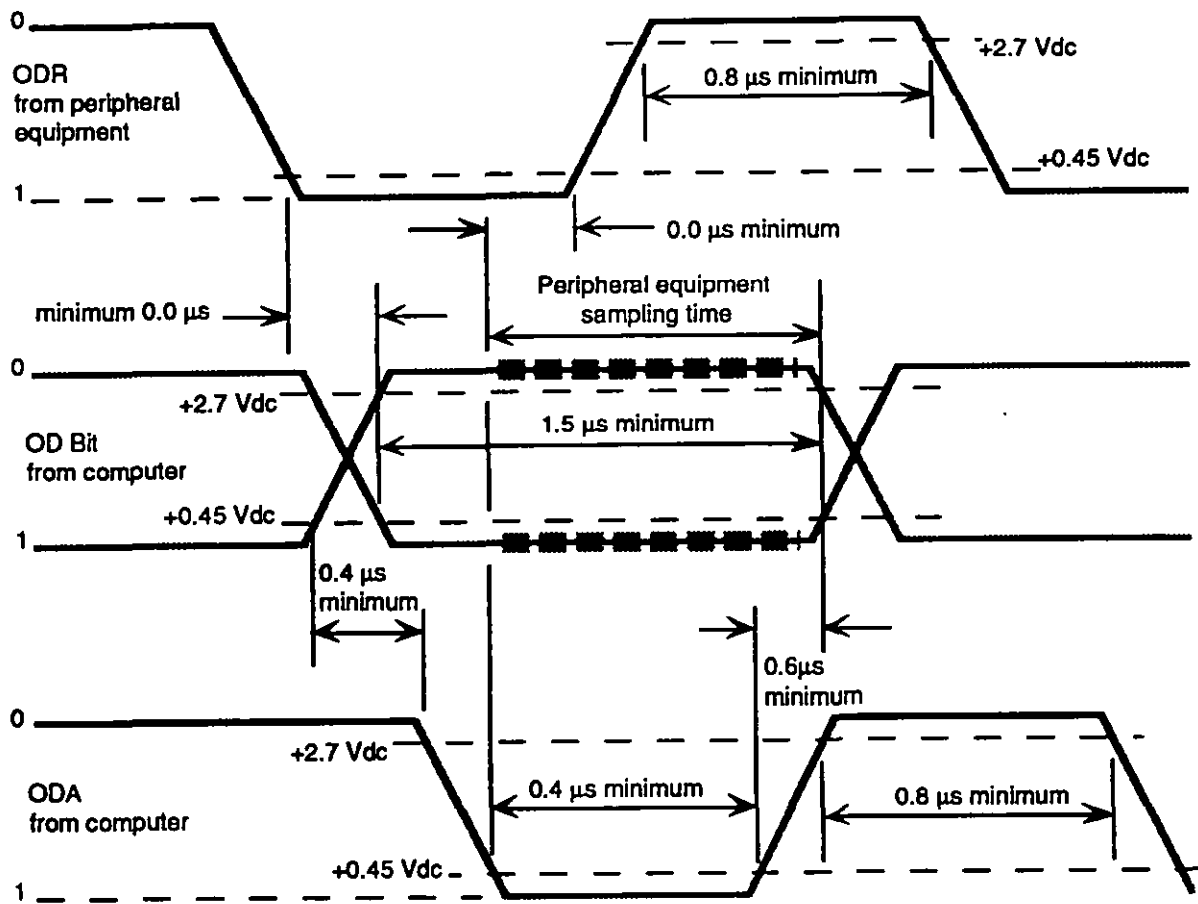 0
+2.7 Vdc
ODR
from peripheral
equipment
0.8 µs minimum
+0.45 Vdc
1
0.0 µs minimum
minimum 0.0 µs
Peripheral equipment
sampling time
0
+2.7 Vdc
1.5 µs minimum
OD Bit
from computer
+0.45 Vdc
1
0.4 µs
minimum
0.6µs
minimum
0
+2.7 Vdc
ODA
from computer
0.4 µs minimum
0.8 µs minimum
+0.45 Vdc
1